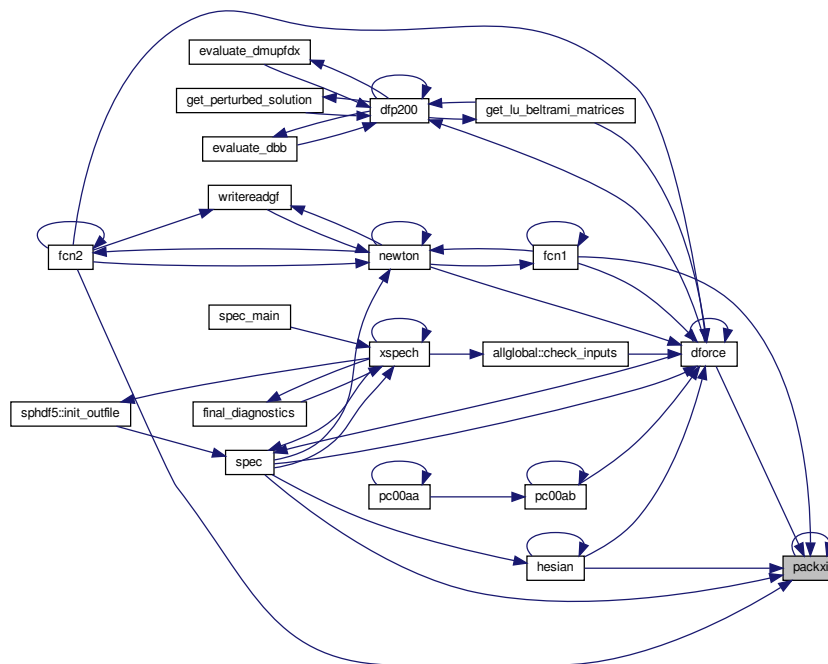 evaluate_dmupfdx
get_perturbed_solution
dfp200
get_lu_beltrami_matrices
evaluate_dbb
writereadgf
fcn2
newton
fcn1
spec_main
xspech
allglobal::check_inputs
dforce
sphdf5::init_outfile
final_diagnostics
spec
pc00aa
pc00ab
hesian
packxi